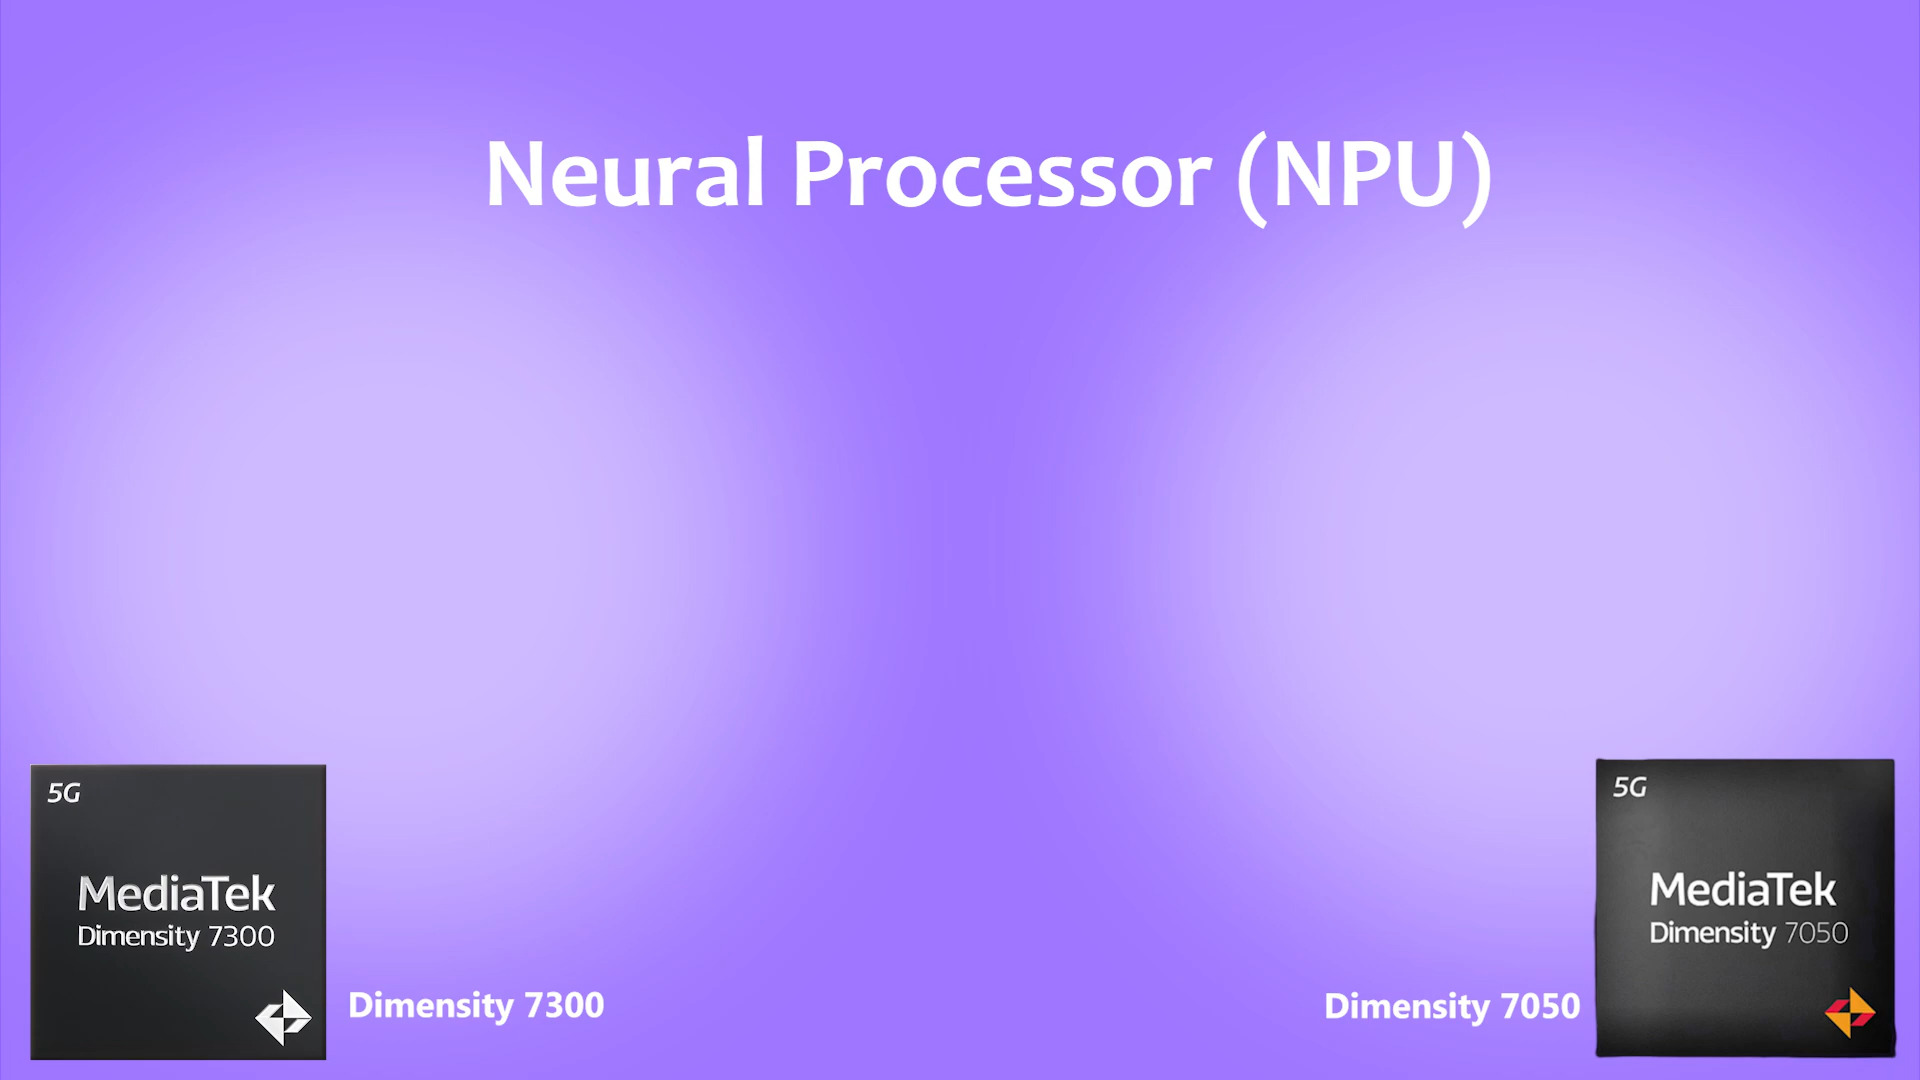 Neural Processor (NPU)
5G
MediaTek
Dimensity 7300
Dimensity 7300
Dimensity 7050
5G
MediaTek
Dimensity 7050